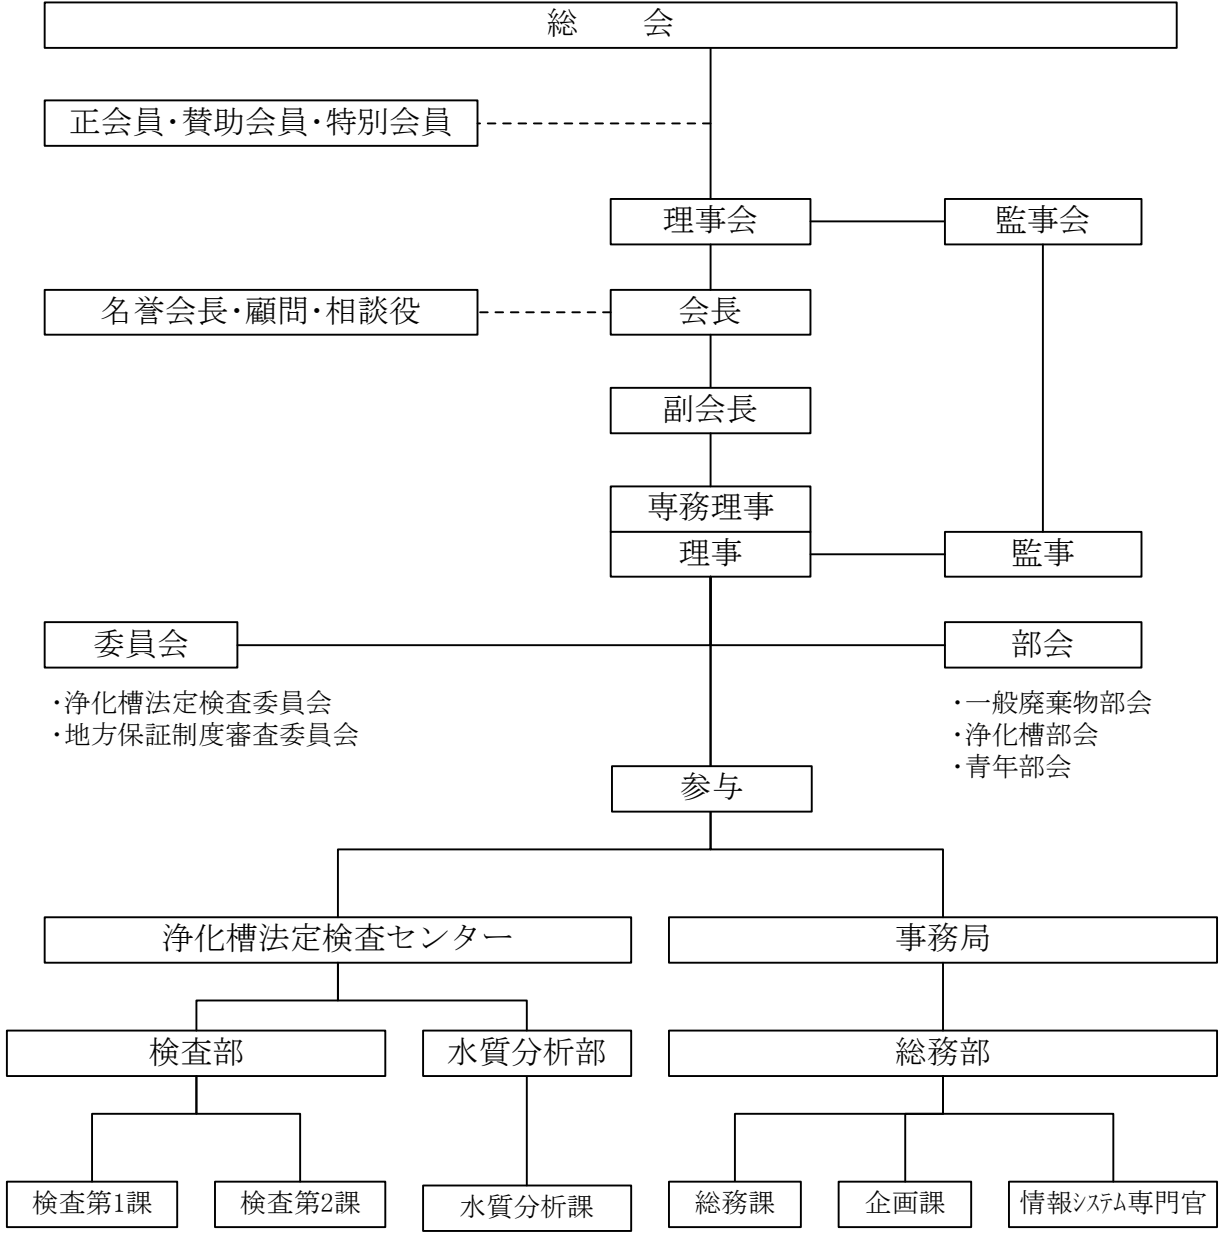 総　会
正会員・賛助会員・特別会員
理事会
監事会
名誉会長・顧問・相談役
会長
副会長
専務理事
理事
監事
委員会
部会
・浄化槽法定検査委員会
・地方保証制度審査委員会
・一般廃棄物部会
・浄化槽部会
・青年部会
参与
浄化槽法定検査センター
事務局
検査部
水質分析部
総務部
検査第1課
検査第2課
水質分析課
総務課
企画課
情報ｼｽﾃﾑ専門官